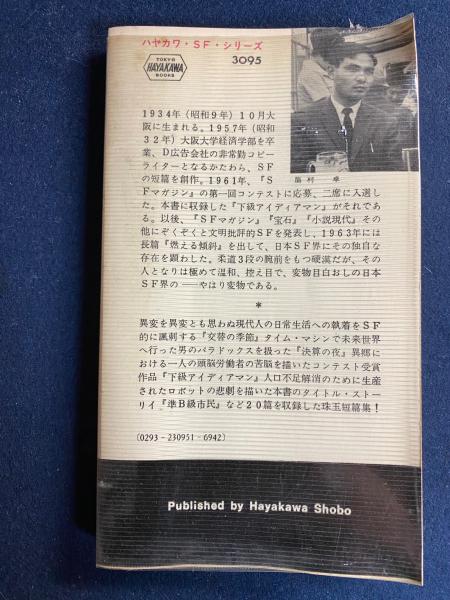 ハヤカワ・SF・シリーズ
TOKYO
HAYAKAWA
BOOKS
3095
眉村 卓
1934年（昭和9年）10月大
阪に生まれる。1957年（昭和
32年）大阪大学経済学部を卒
業、D広告会社の非常勤コピー
ライターとなるかたわら、SF
の短篇を創作。1961年、『S
Fマガジン』の第一回コンテストに応募、二席に入選し
た。本書に収録した『下級アイディアマン』がそれであ
る。以後、『SFマガジン』『宝石』『小説現代』その
他にぞくぞくと文明批評的SFを発表し、1963年には
長篇『燃える傾斜』を出して、日本SF界にその独自な
存在を顕わした。柔道3段の腕前をもつ硬漢だが、その
人となりは極めて温和、控え目で、変物目白おしの日本
SF界の――やはり変物である。
*
異変を異変とも思わぬ現代人の日常生活への執着をSF
的に諷刺する『交替の季節』タイム・マシンで未来世界
へ行った男のパラドックスを扱った『決算の夜』異郷に
おける一人の頭脳労働者の苦悩を描いたコンテスト受賞
作品『下級アイディアマン』人口不足解消のために生産
されたロボットの悲劇を描いた本書のタイトル・ストー
リイ『準B級市民』など20篇を収録した珠玉短篇集！
（0293-230951-6942）
Published by Hayakawa Shobo